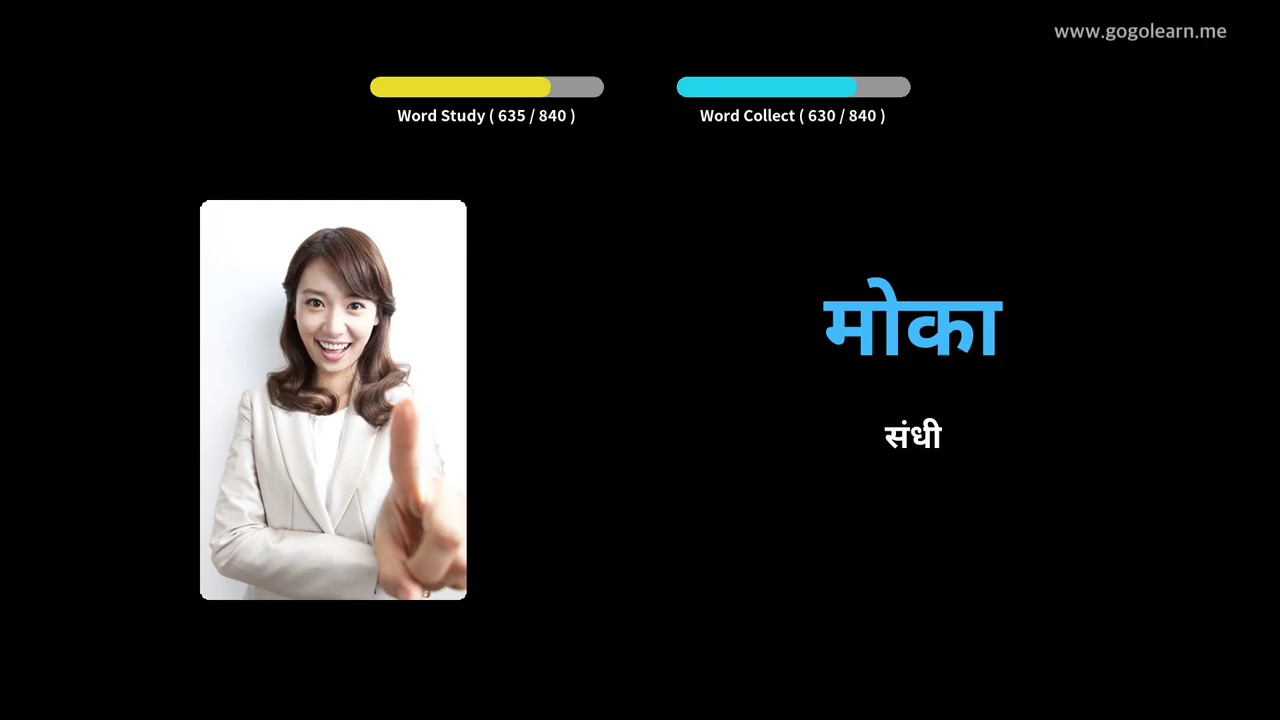 www.gogolearn.me
Word Study ( 635 / 840 )
Word Collect ( 630 / 840 )
मोका
संधी